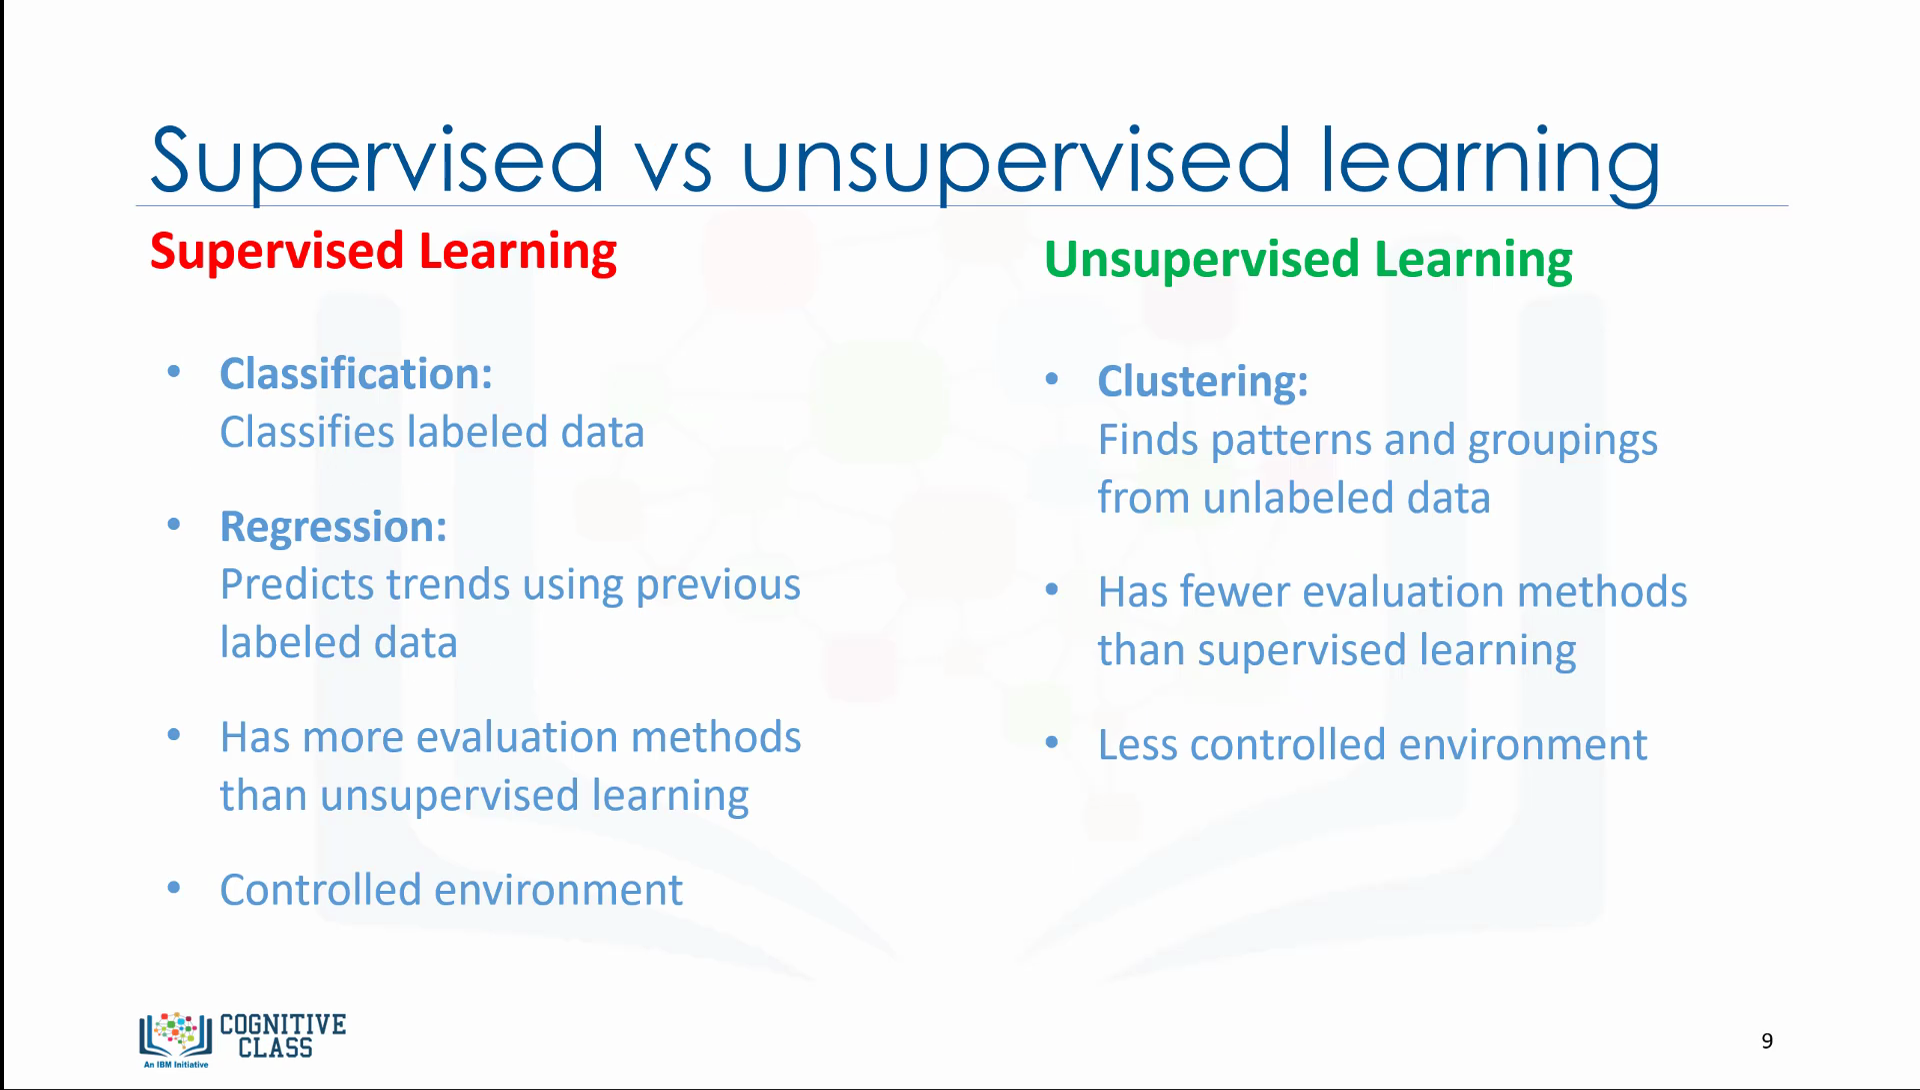 Supervised vs unsupervised learning
Supervised Learning
• Classification:
Classifies labeled data
• Regression:
Predicts trends using previous
labeled data
• Has more evaluation methods
than unsupervised learning
• Controlled environment
Unsupervised Learning
• Clustering:
Finds patterns and groupings
from unlabeled data
• Has fewer evaluation methods
than supervised learning
• Less controlled environment
COGNITIVE
CLASS
An IBM Initiative
9